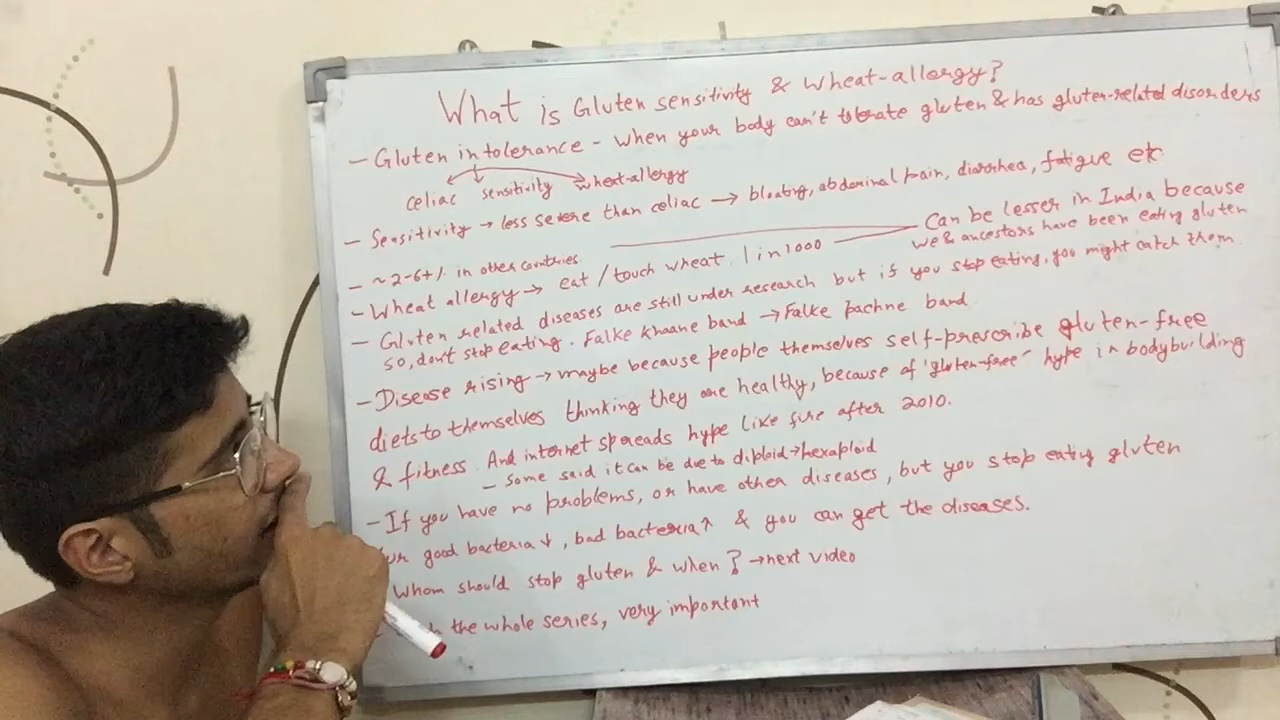 What is Gluten sensitivity & wheat-allergy?
- Gluten intolerance - when your body can't tolerate gluten & has gluten-related disorders
celiac sensitivity wheat-allergy
- Sensitivity → less severe than celiac → bloating, abdominal pain, diarrhea, fatigue etc
- ~2-6+% in other countries.
Can be lesser in India because
we & ancestors have been eating gluten
- Wheat allergy → eat / touch wheat. 1 in 1000
- Gluten related diseases are still under research but if you stop eating, you might catch them.
so, dont stop eating. Falke khaane band → Falke pachne band
- Disease rising → maybe because people themselves self-prescribe gluten-free
diets to themselves thinking they are healthy, because of "gluten-free" hype in bodybuilding
& fitness. And internet spreads hype like fire after 2010.
- some said it can be due to diploid → hexaploid
- If you have no problems, or have other diseases, but you stop eating gluten
good bacteria ↓, bad bacteria ↑ & you can get the diseases.
Whom should stop gluten & when? → next video
the whole series, very important